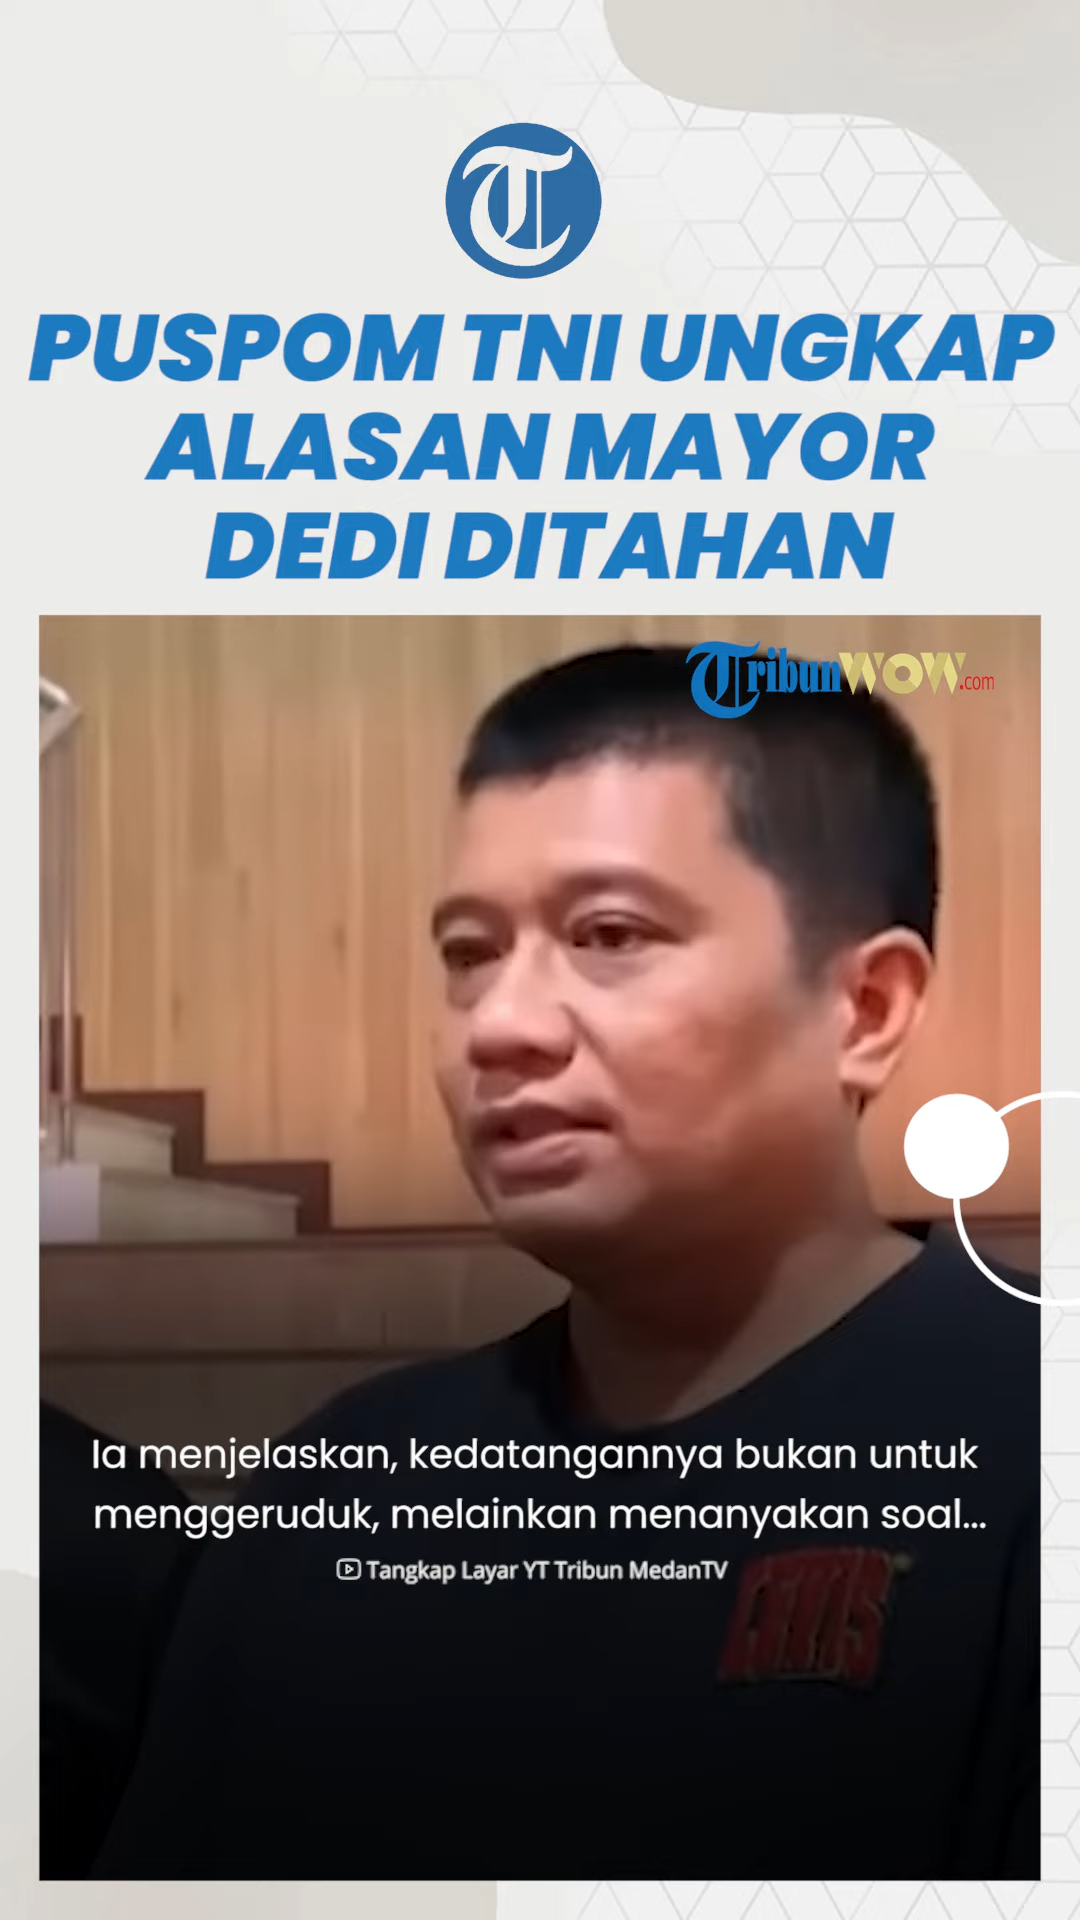 PUSPOM TNI UNGKAP
ALASAN MAYOR
DEDI DITAHAN
TribunWOW.com
Ia menjelaskan, kedatangannya bukan untuk
menggeruduk, melainkan menanyakan soal...
Tangkap Layar YT Tribun MedanTV